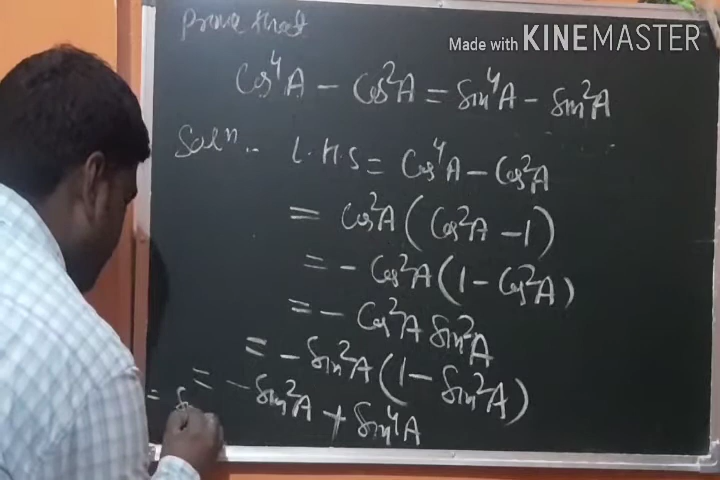 Prove that
Made with KINEMASTER
Cos⁴A - Cos²A = Sin⁴A - Sin²A
Solⁿ - L.H.S = Cos⁴A - Cos²A
= Cos²A (Cos²A - 1)
= - Cos²A (1 - Cos²A)
= - Cos²A Sin²A
= - Sin²A (1 - Sin²A)
= - Sin²A + Sin⁴A
= S